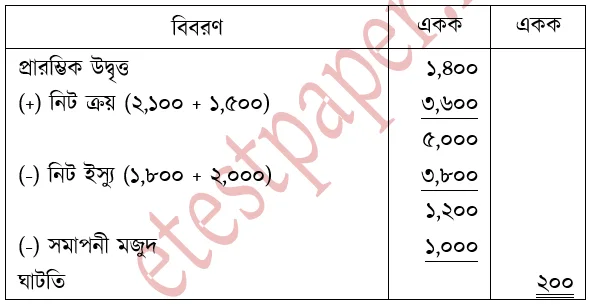 বিবরণ একক একক
প্রারম্ভিক উদ্বৃত্ত ১,৪০০
(+) নিট ক্রয় (২,১০০ + ১,৫০০) ৩,৬০০
৫,০০০
(-) নিট ইস্যু (১,৮০০ + ২,০০০) ৩,৮০০
১,২০০
(-) সমাপনী মজুদ ১,০০০
ঘাটতি ২০০
etestpaper.